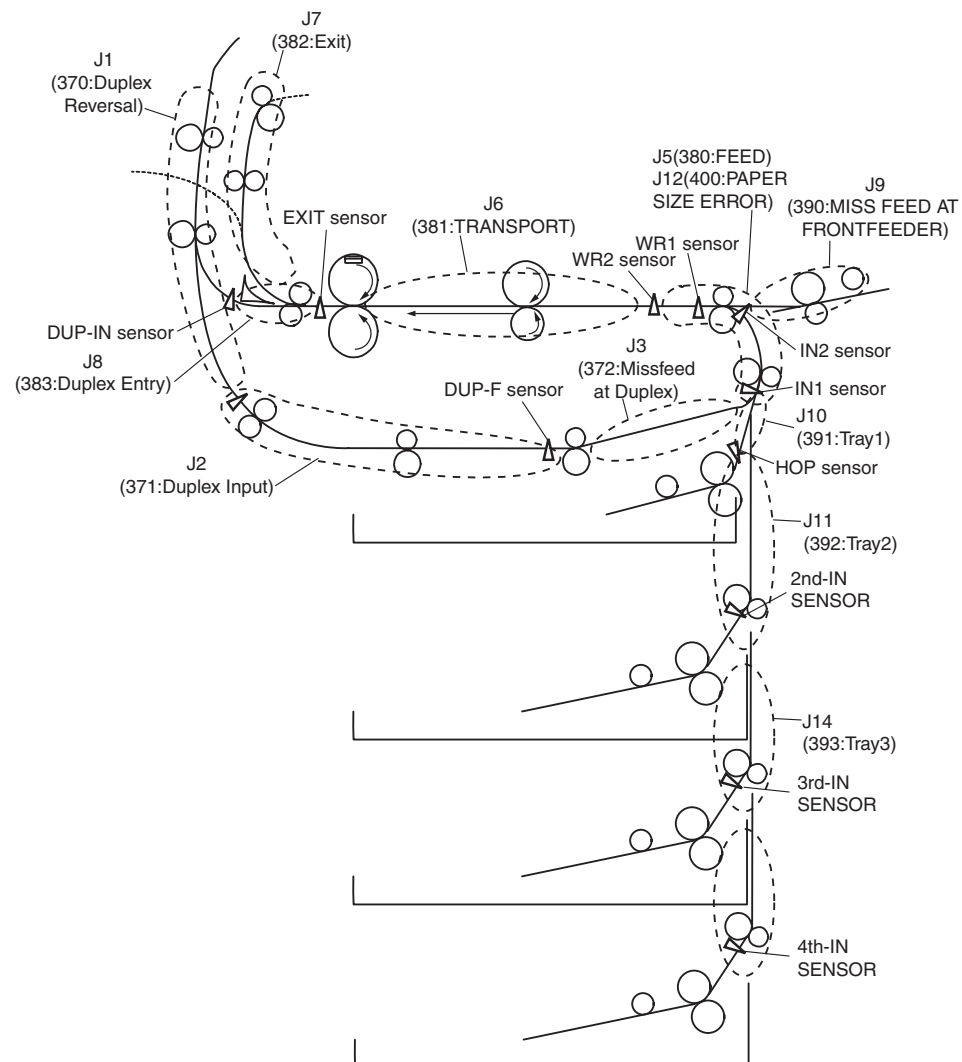 J7
(382:Exit)
J1
(370:Duplex
Reversal)
J5(380:FEED)
J12(400:PAPER
SIZE ERROR)
J9
(390:MISS FEED AT
FRONTFEEDER)
J6
(381:TRANSPORT)
EXIT sensor
WR1 sensor
WR2 sensor
DUP-IN sensor
J8
(383:Duplex Entry)
J3
(372:Missfeed
at Duplex)
IN2 sensor
DUP-F sensor
IN1 sensor
J10
(391:Tray1)
J2
(371:Duplex Input)
HOP sensor
J11
(392:Tray2)
2nd-IN
SENSOR
J14
(393:Tray3)
3rd-IN
SENSOR
4th-IN
SENSOR